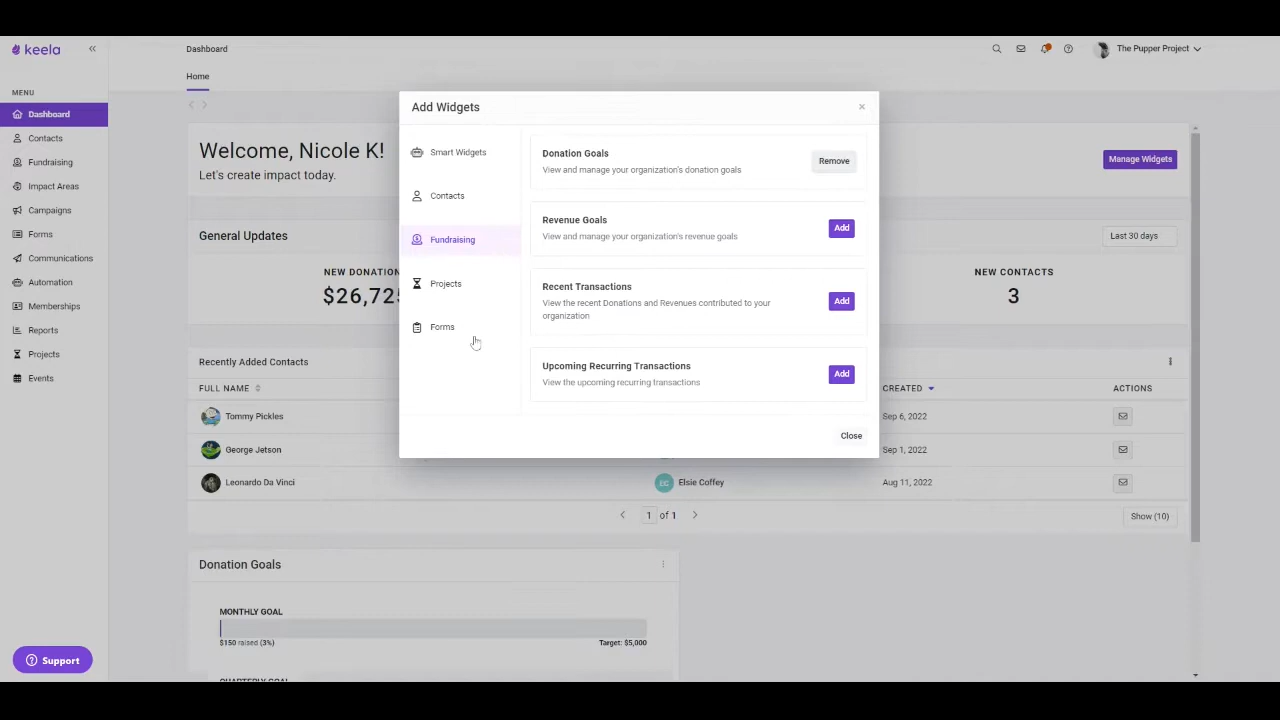 keela
Dashboard
The Pupper Project
Home
MENU
Dashboard
Contacts
Fundraising
Impact Areas
Campaigns
Forms
Communications
Automation
Memberships
Reports
Projects
Events
Support
Welcome, Nicole K!
Let's create impact today.
Manage Widgets
General Updates
Last 30 days
NEW DONATION
$26,725
NEW CONTACTS
3
Recently Added Contacts
FULL NAME
CREATED
ACTIONS
Tommy Pickles
Sep 6, 2022
George Jetson
Sep 1, 2022
Leonardo Da Vinci
EC
Elsie Coffey
Aug 11, 2022
1 of 1
Show (10)
Donation Goals
MONTHLY GOAL
$150 raised (3%)
Target: $5,000
QUARTERLY GOAL
Add Widgets
Smart Widgets
Contacts
Fundraising
Projects
Forms
Donation Goals
View and manage your organization's donation goals
Remove
Revenue Goals
View and manage your organization's revenue goals
Add
Recent Transactions
View the recent Donations and Revenues contributed to your
organization
Add
Upcoming Recurring Transactions
View the upcoming recurring transactions
Add
Close